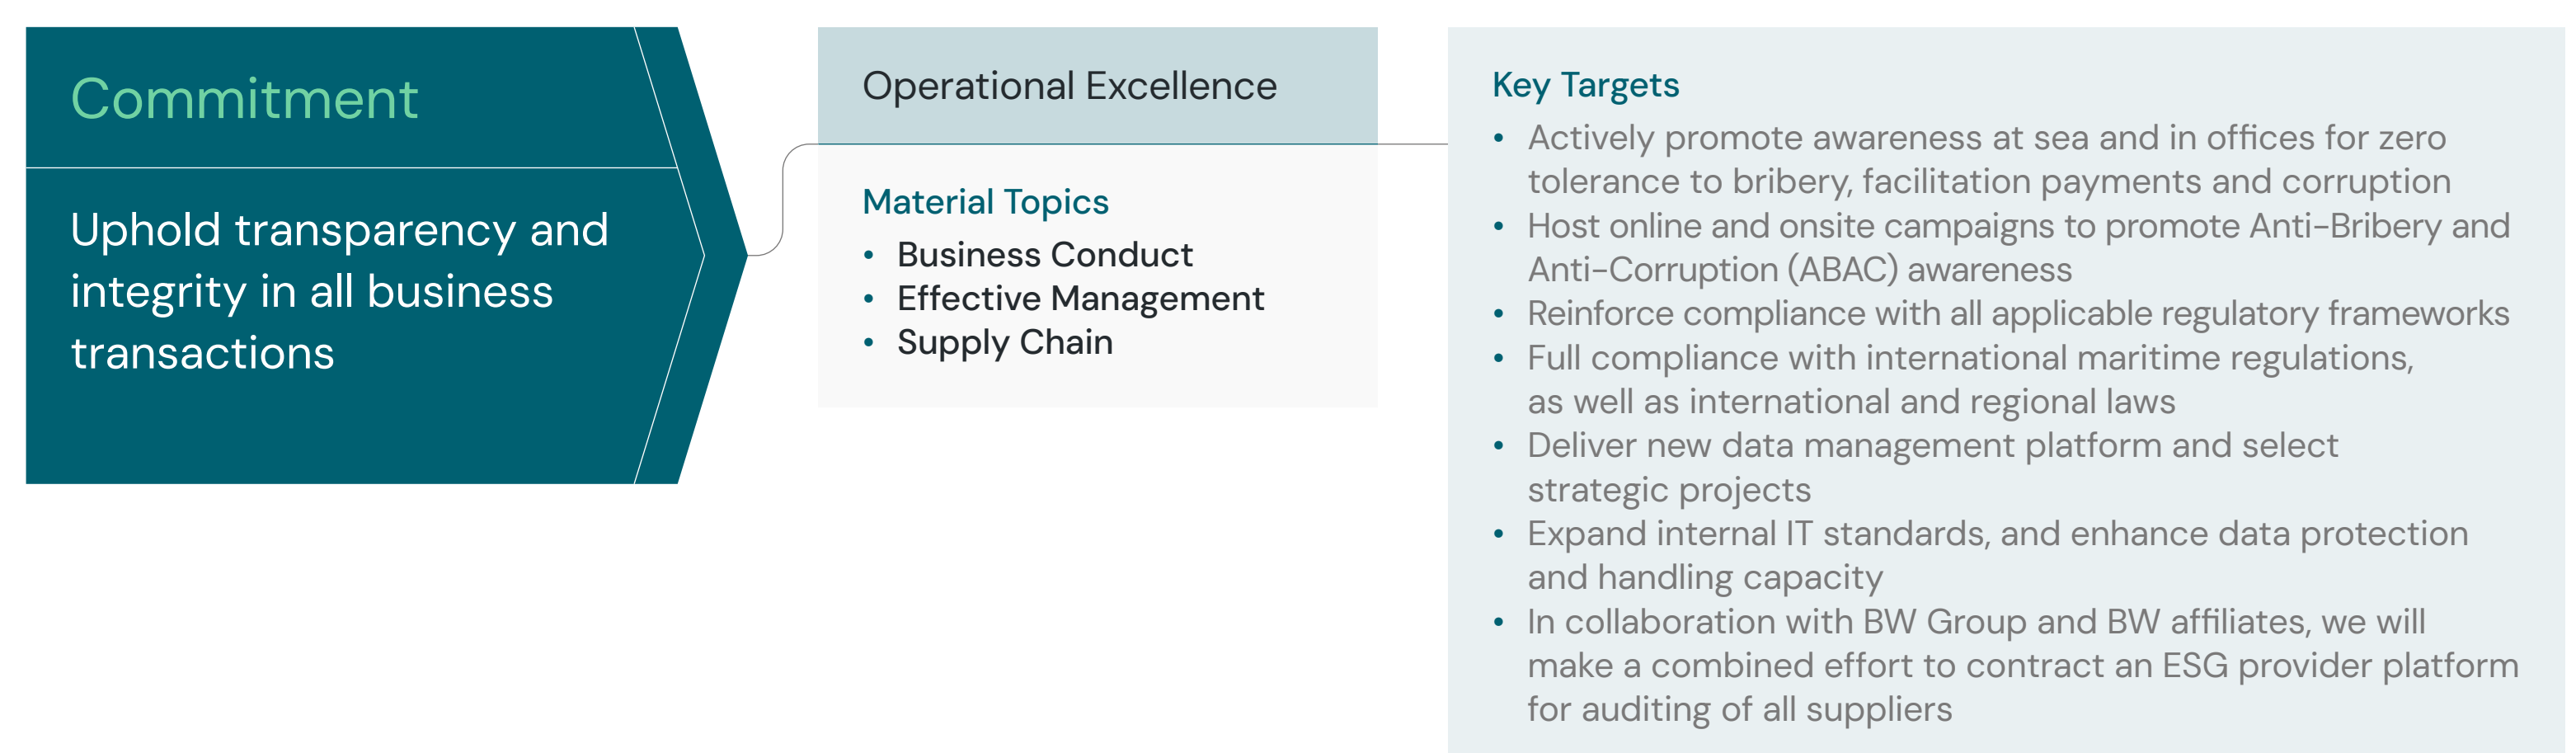 Commitment
Uphold transparency and
integrity in all business
transactions
Operational Excellence
Material Topics
• Business Conduct
• Effective Management
• Supply Chain
Key Targets
• Actively promote awareness at sea and in offices for zero
tolerance to bribery, facilitation payments and corruption
• Host online and onsite campaigns to promote Anti-Bribery and
Anti-Corruption (ABAC) awareness
• Reinforce compliance with all applicable regulatory frameworks
• Full compliance with international maritime regulations,
as well as international and regional laws
• Deliver new data management platform and select
strategic projects
• Expand internal IT standards, and enhance data protection
and handling capacity
• In collaboration with BW Group and BW affiliates, we will
make a combined effort to contract an ESG provider platform
for auditing of all suppliers